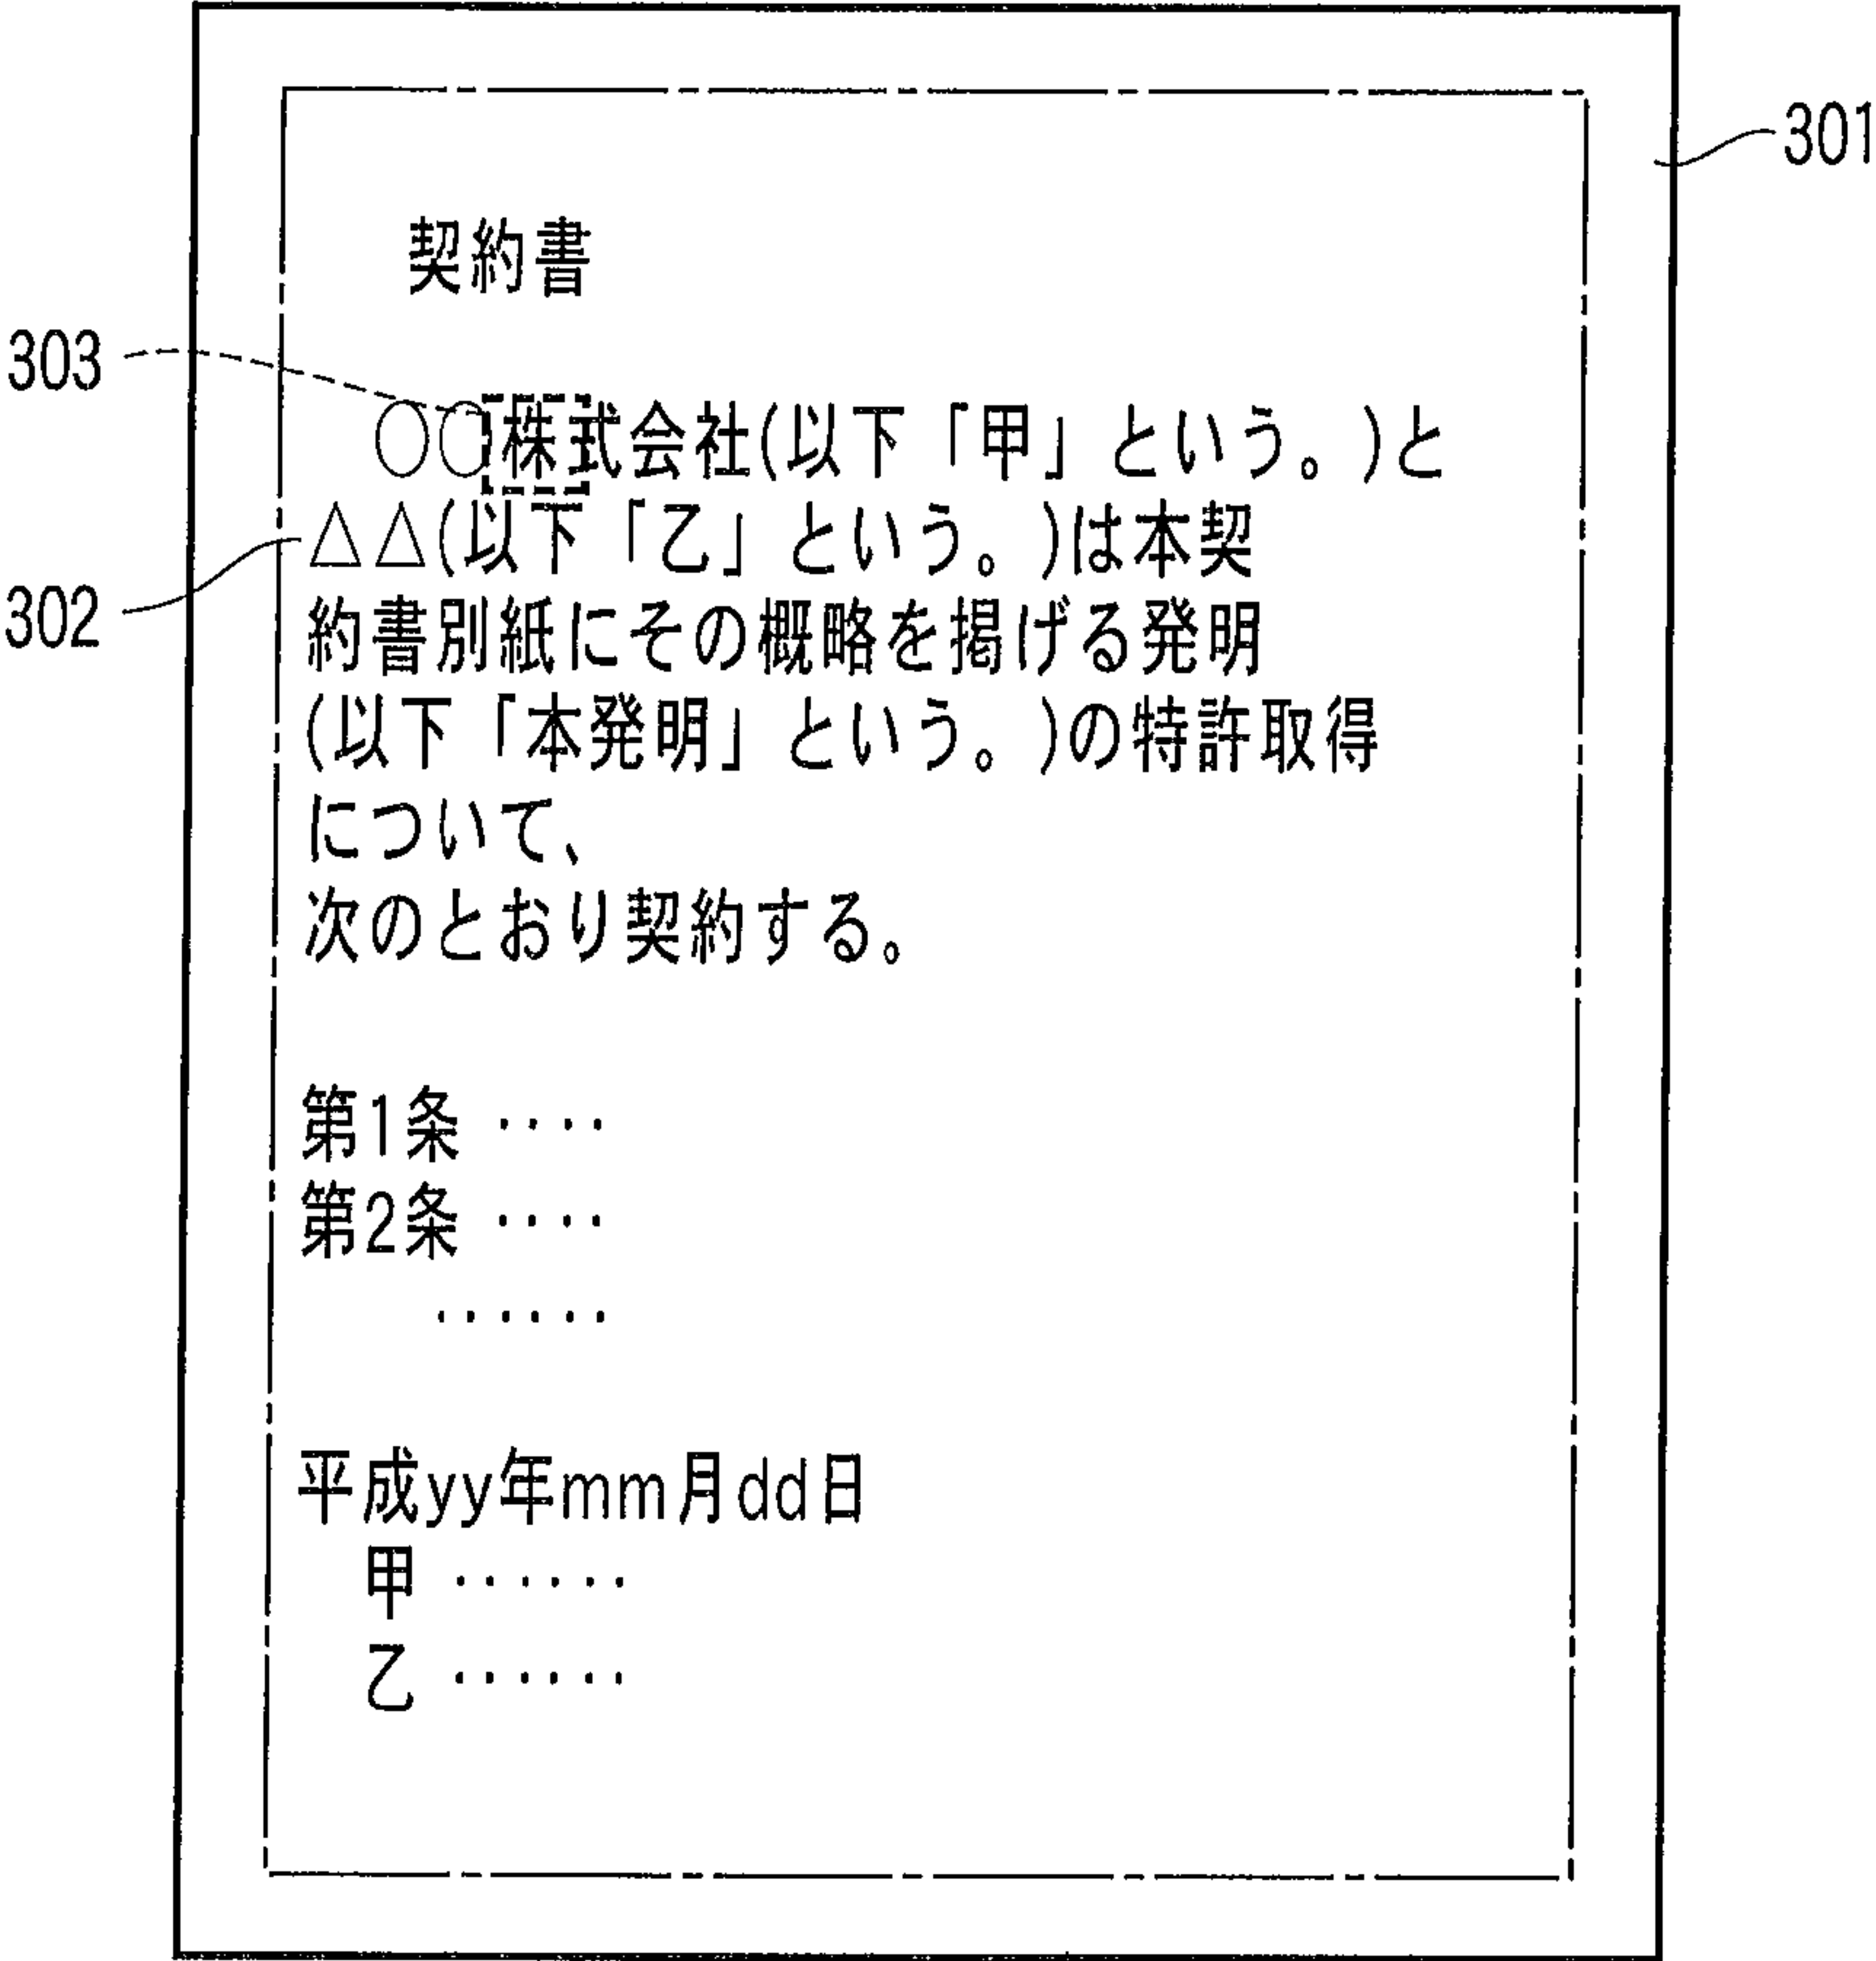 301
契約書
303
○○株式会社(以下「甲」という。)と
△△(以下「乙」という。)は本契
302
約書別紙にその概略を掲げる発明
(以下「本発明」という。)の特許取得
について、
次のとおり契約する。
第1条 ‥‥
第2条 ‥‥
‥‥‥
平成yy年mm月dd日
甲 ‥‥‥
乙 ‥‥‥